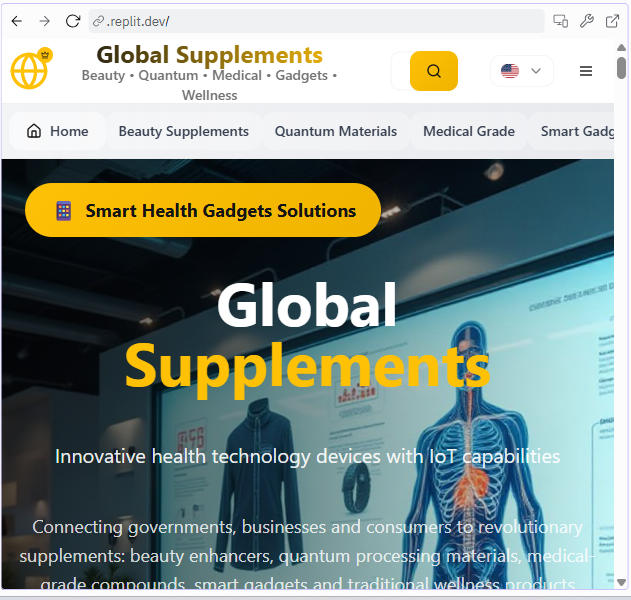 .replit.dev/
Global Supplements
Beauty • Quantum • Medical • Gadgets •
Wellness
Home
Beauty Supplements
Quantum Materials
Medical Grade
Smart Gadg
Smart Health Gadgets Solutions
Global
Supplements
Innovative health technology devices with IoT capabilities
Connecting governments, businesses and consumers to revolutionary
supplements: beauty enhancers, quantum processing materials, medical-
grade compounds, smart gadgets and traditional wellness products